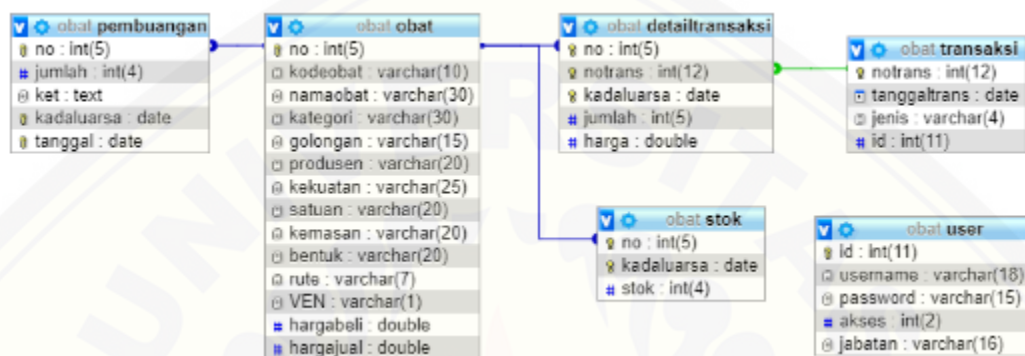 obat pembuangan
no : int(5)
jumlah : int(4)
ket : text
kadaluarsa : date
tanggal : date
obat obat
no : int(5)
kodeobat : varchar(10)
namaobat : varchar(30)
kategori : varchar(30)
golongan : varchar(15)
produsen : varchar(20)
kekuatan : varchar(25)
satuan : varchar(20)
kemasan : varchar(20)
bentuk : varchar(20)
rute : varchar(7)
VEN : varchar(1)
hargabeli : double
hargajual : double
obat detailtransaksi
no : int(5)
notrans : int(12)
kadaluarsa : date
jumlah : int(5)
harga : double
obat transaksi
notrans : int(12)
tanggaltrans : date
jenis : varchar(4)
id : int(11)
obat stok
no : int(5)
kadaluarsa : date
stok : int(4)
obat user
id : int(11)
username : varchar(18)
password : varchar(15)
akses : int(2)
jabatan : varchar(16)